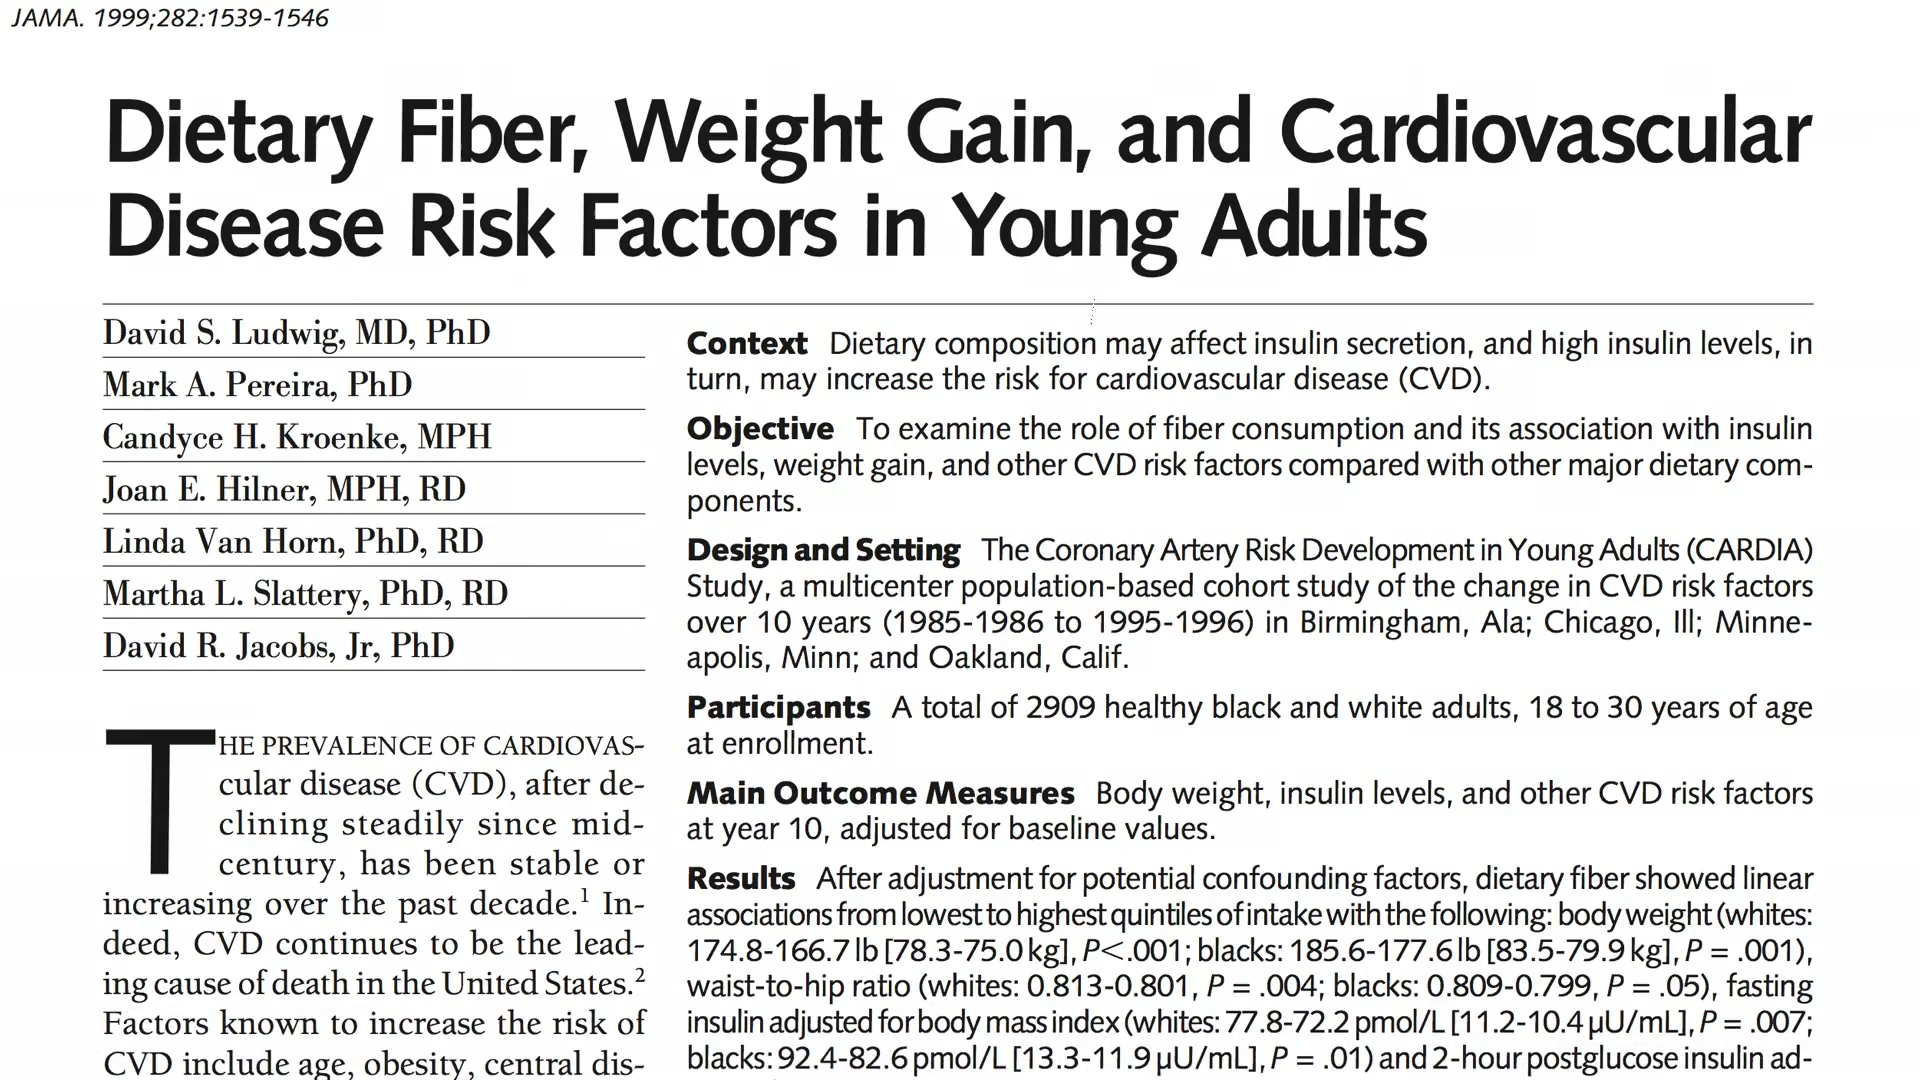 JAMA. 1999;282:1539-1546
Dietary Fiber, Weight Gain, and Cardiovascular
Disease Risk Factors in Young Adults
David S. Ludwig, MD, PhD
Mark A. Pereira, PhD
Candyce H. Kroenke, MPH
Joan E. Hilner, MPH, RD
Linda Van Horn, PhD, RD
Martha L. Slattery, PhD, RD
David R. Jacobs, Jr, PhD
THE PREVALENCE OF CARDIOVAS-
cular disease (CVD), after de-
clining steadily since mid-
century, has been stable or
increasing over the past decade.¹ In-
deed, CVD continues to be the lead-
ing cause of death in the United States.²
Factors known to increase the risk of
CVD include age, obesity, central dis-
Context Dietary composition may affect insulin secretion, and high insulin levels, in
turn, may increase the risk for cardiovascular disease (CVD).
Objective To examine the role of fiber consumption and its association with insulin
levels, weight gain, and other CVD risk factors compared with other major dietary com-
ponents.
Design and Setting The Coronary Artery Risk Development in Young Adults (CARDIA)
Study, a multicenter population-based cohort study of the change in CVD risk factors
over 10 years (1985-1986 to 1995-1996) in Birmingham, Ala; Chicago, Ill; Minne-
apolis, Minn; and Oakland, Calif.
Participants A total of 2909 healthy black and white adults, 18 to 30 years of age
at enrollment.
Main Outcome Measures Body weight, insulin levels, and other CVD risk factors
at year 10, adjusted for baseline values.
Results After adjustment for potential confounding factors, dietary fiber showed linear
associations from lowest to highest quintiles of intake with the following: body weight (whites:
174.8-166.7 lb [78.3-75.0 kg], P<.001; blacks: 185.6-177.6 lb [83.5-79.9 kg], P = .001),
waist-to-hip ratio (whites: 0.813-0.801, P = .004; blacks: 0.809-0.799, P = .05), fasting
insulin adjusted for body mass index (whites: 77.8-72.2 pmol/L [11.2-10.4 µU/mL], P = .007;
blacks: 92.4-82.6 pmol/L [13.3-11.9 µU/mL], P = .01) and 2-hour postglucose insulin ad-